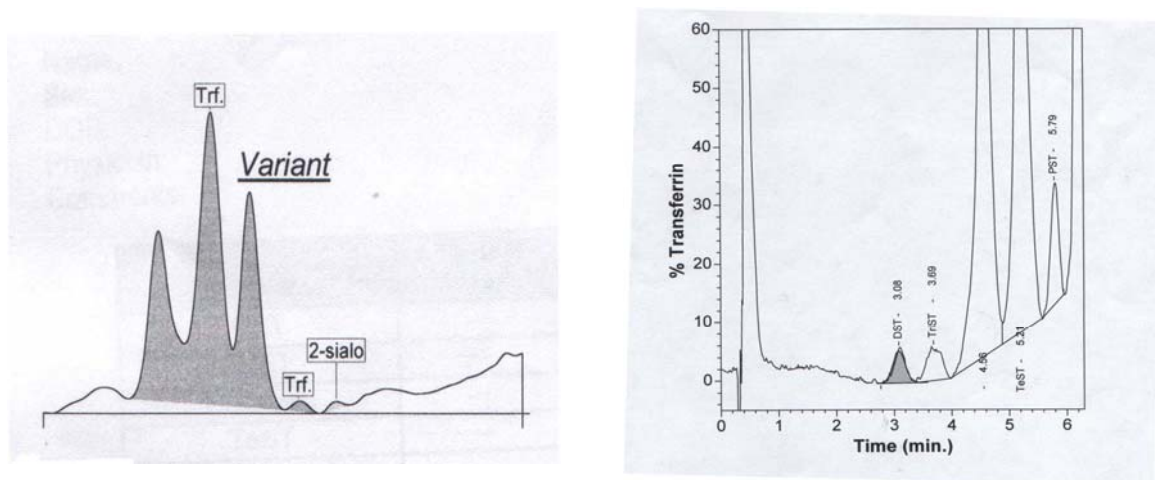 Trf.
Variant
Trf.
2-sialo
% Transferrin
60
50
40
30
20
10
0
DST - 3.08
TriST - 3.69
- 4.56
TeST - 5.21
PST - 5.79
0 1 2 3 4 5 6
Time (min.)